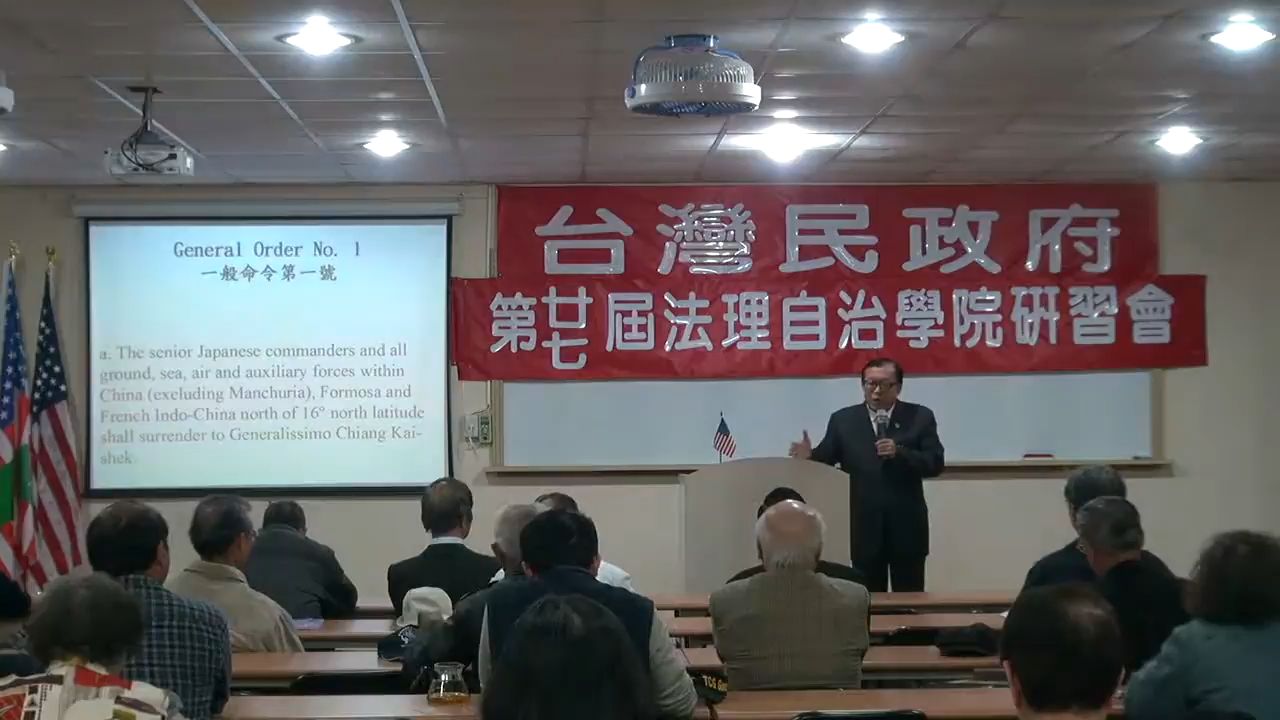 General Order No. 1
一般命令第一號
a. The senior Japanese commanders and all
ground, sea, air and auxiliary forces within
China (excluding Manchuria), Formosa and
French Indo-China north of 16° north latitude
shall surrender to Generalissimo Chiang Kai-
shek
台灣民政府
第廿七屆法理自治學院研習會
TCS